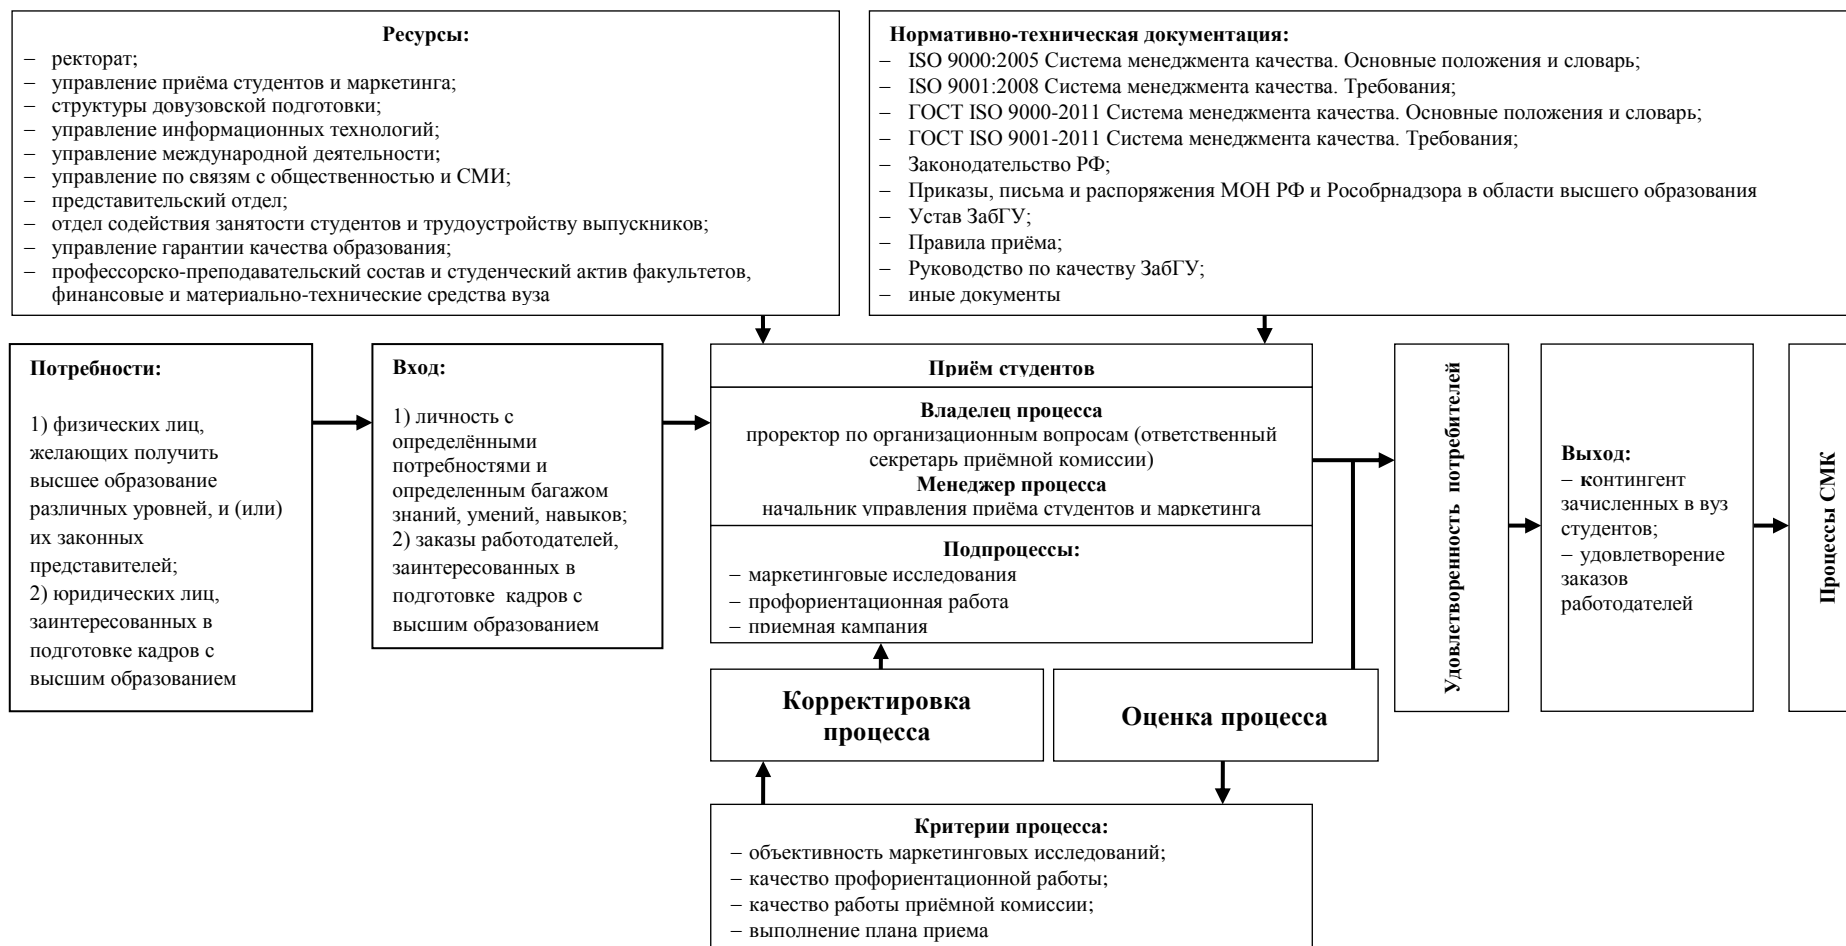 Ресурсы:
– ректорат;
– управление приёма студентов и маркетинга;
– структуры довузовской подготовки;
– управление информационных технологий;
– управление международной деятельности;
– управление по связям с общественностью и СМИ;
– представительский отдел;
– отдел содействия занятости студентов и трудоустройству выпускников;
– управление гарантии качества образования;
– профессорско-преподавательский состав и студенческий актив факультетов,
финансовые и материально-технические средства вуза
Нормативно-техническая документация:
– ISO 9000:2005 Система менеджмента качества. Основные положения и словарь;
– ISO 9001:2008 Система менеджмента качества. Требования;
– ГОСТ ISO 9000-2011 Система менеджмента качества. Основные положения и словарь;
– ГОСТ ISO 9001-2011 Система менеджмента качества. Требования;
– Законодательство РФ;
– Приказы, письма и распоряжения МОН РФ и Рособрнадзора в области высшего образования
– Устав ЗабГУ;
– Правила приёма;
– Руководство по качеству ЗабГУ;
– иные документы
Потребности:
1) физических лиц,
желающих получить
высшее образование
различных уровней, и (или)
их законных
представителей;
2) юридических лиц,
заинтересованных в
подготовке кадров с
высшим образованием
Вход:
1) личность с
определёнными
потребностями и
определенным багажом
знаний, умений, навыков;
2) заказы работодателей,
заинтересованных в
подготовке кадров с
высшим образованием
Приём студентов
Владелец процесса
проректор по организационным вопросам (ответственный
секретарь приёмной комиссии)
Менеджер процесса
начальник управления приёма студентов и маркетинга
Подпроцессы:
– маркетинговые исследования
– профориентационная работа
– приемная кампания
Удовлетворенность потребителей
Выход:
– контингент
зачисленных в вуз
студентов;
– удовлетворение
заказов
работодателей
Процессы СМК
Корректировка
процесса
Оценка процесса
Критерии процесса:
– объективность маркетинговых исследований;
– качество профориентационной работы;
– качество работы приёмной комиссии;
– выполнение плана приема